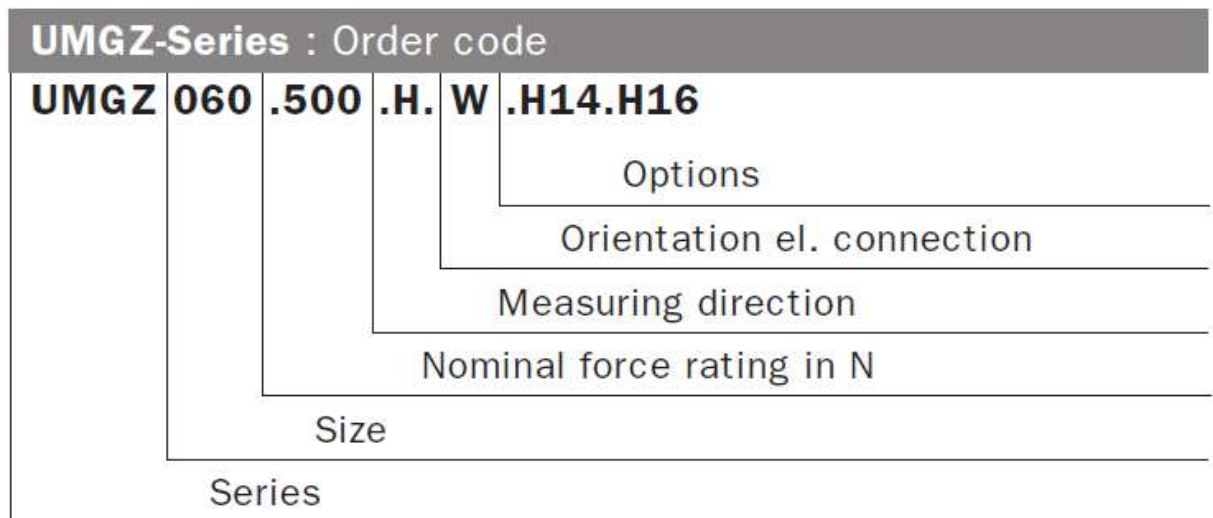 UMGZ-Series : Order code
UMGZ 060 .500 .H. W .H14.H16
Options
Orientation el. connection
Measuring direction
Nominal force rating in N
Size
Series